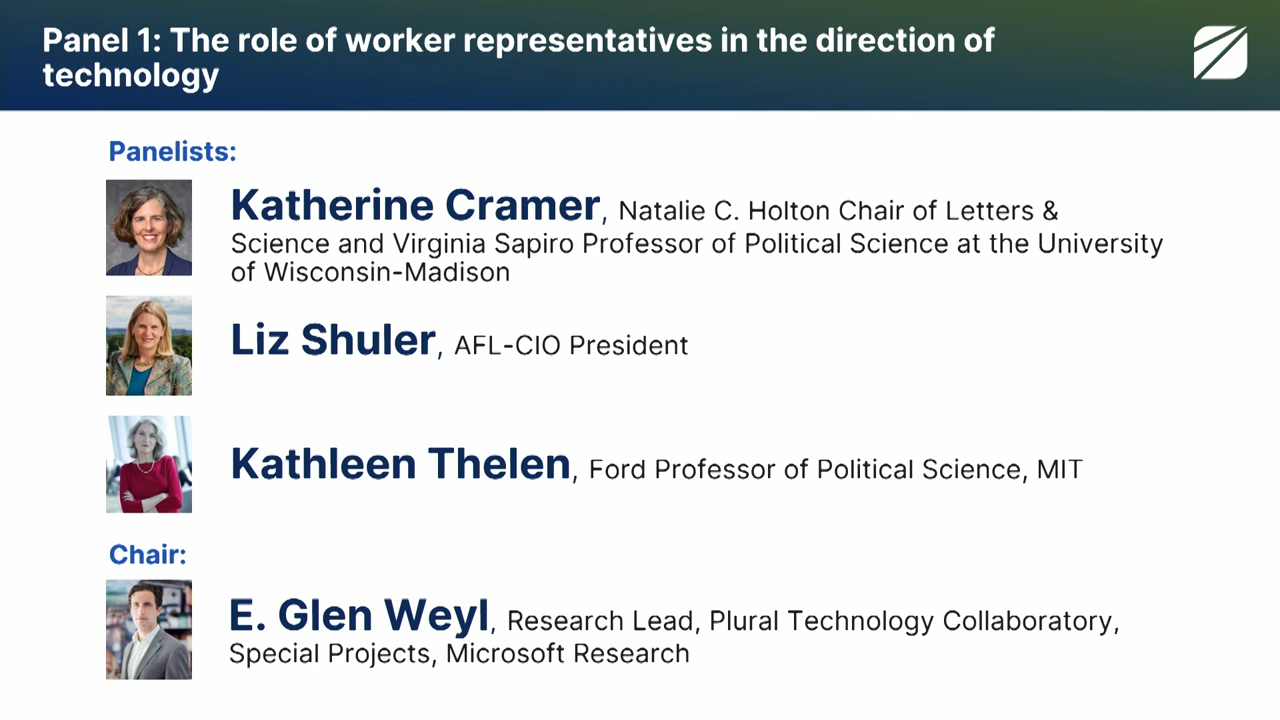 Panel 1: The role of worker representatives in the direction of
technology
Panelists:
Katherine Cramer, Natalie C. Holton Chair of Letters &
Science and Virginia Sapiro Professor of Political Science at the University
of Wisconsin-Madison
Liz Shuler, AFL-CIO President
Kathleen Thelen, Ford Professor of Political Science, MIT
Chair:
E. Glen Weyl, Research Lead, Plural Technology Collaboratory,
Special Projects, Microsoft Research